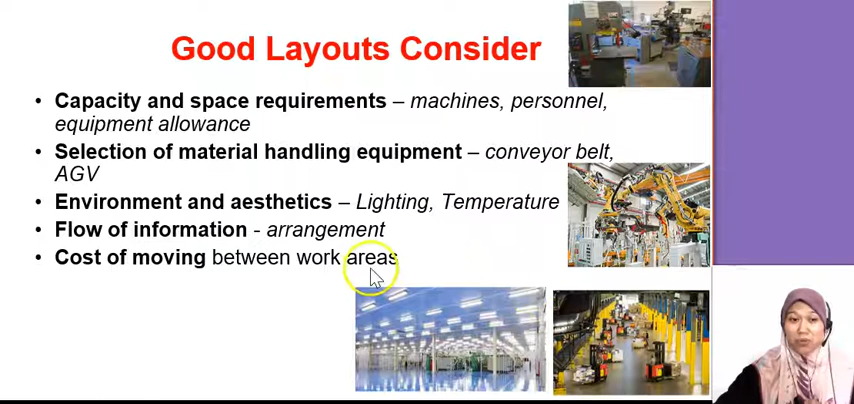 Good Layouts Consider
• Capacity and space requirements – machines, personnel,
equipment allowance
• Selection of material handling equipment – conveyor belt,
AGV
• Environment and aesthetics – Lighting, Temperature
• Flow of information - arrangement
• Cost of moving between work areas